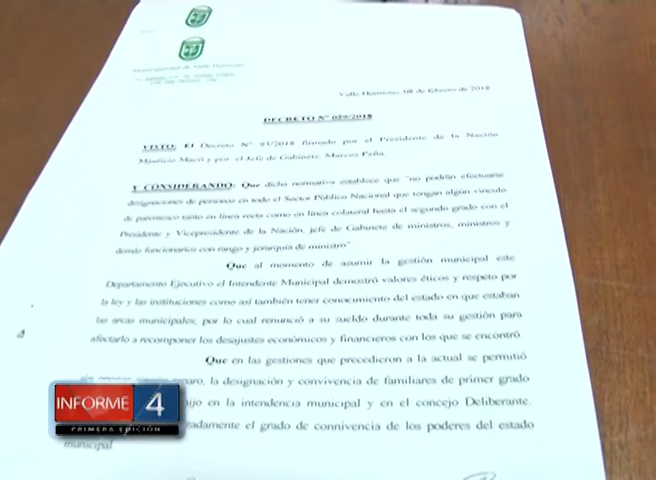 Municipalidad de Valle Hermoso
Valle Hermoso, 08 de febrero de 2018
DECRETO N° 059/2018
VISTO: El Decreto N° 93/2018 firmado por el Presidente de la Nación
Mauricio Macri y por el Jefe de Gabinete Marcos Peña;
Y CONSIDERANDO: Que dicha normativa establece que "no podrán efectuarse
designaciones de personas en todo el Sector Público Nacional que tengan algún vínculo
de parentesco tanto en línea recta como en línea colateral hasta el segundo grado con el
Presidente y Vicepresidente de la Nación, jefe de Gabinete de ministros, ministros y
demás funcionarios con rango y jerarquía de ministro"
Que al momento de asumir la gestión municipal este
Departamento Ejecutivo el Intendente Municipal demostró valores éticos y respeto por
la ley y las instituciones como así también tener conocimiento del estado en que estaban
las arcas municipales, por lo cual renunció a su sueldo durante toda su gestión para
afectarlo a recomponer los desajustes económicos y financieros con los que se encontró.
Que en las gestiones que precedieron a la actual se permitió
reparo, la designación y convivencia de familiares de primer grado
en la intendencia municipal y en el concejo Deliberante.
el grado de connivencia de los poderes del estado
municipal.
INFORME 4
PRIMERA EDICIÓN